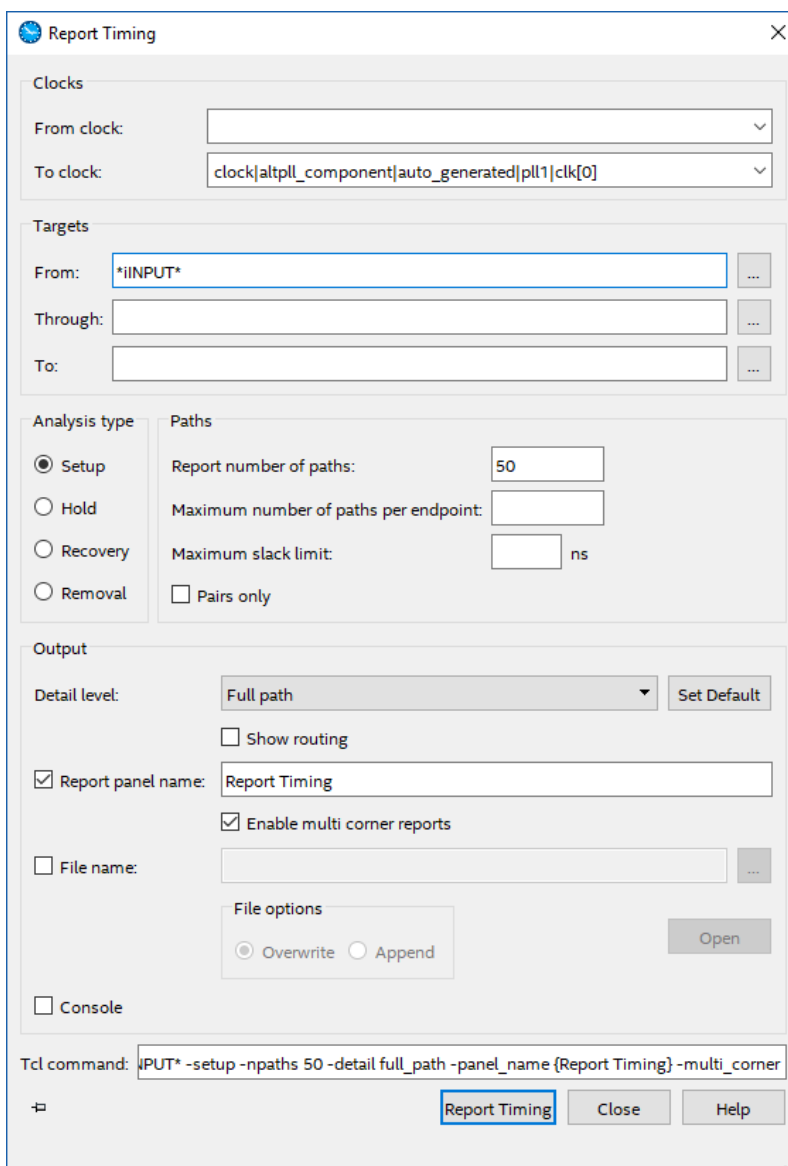 Report Timing
Clocks
From clock:
To clock: clock|altpll_component|auto_generated|pll1|clk[0]
Targets
From: *iINPUT* ...
Through: ...
To: ...
Analysis type Paths
Setup Report number of paths: 50
Hold Maximum number of paths per endpoint:
Recovery Maximum slack limit: ns
Removal Pairs only
Output
Detail level: Full path Set Default
Show routing
Report panel name: Report Timing
Enable multi corner reports
File name: ...
File options
Overwrite Append Open
Console
Tcl command: NPUT* -setup -npaths 50 -detail full_path -panel_name {Report Timing} -multi_corner
Report Timing Close Help